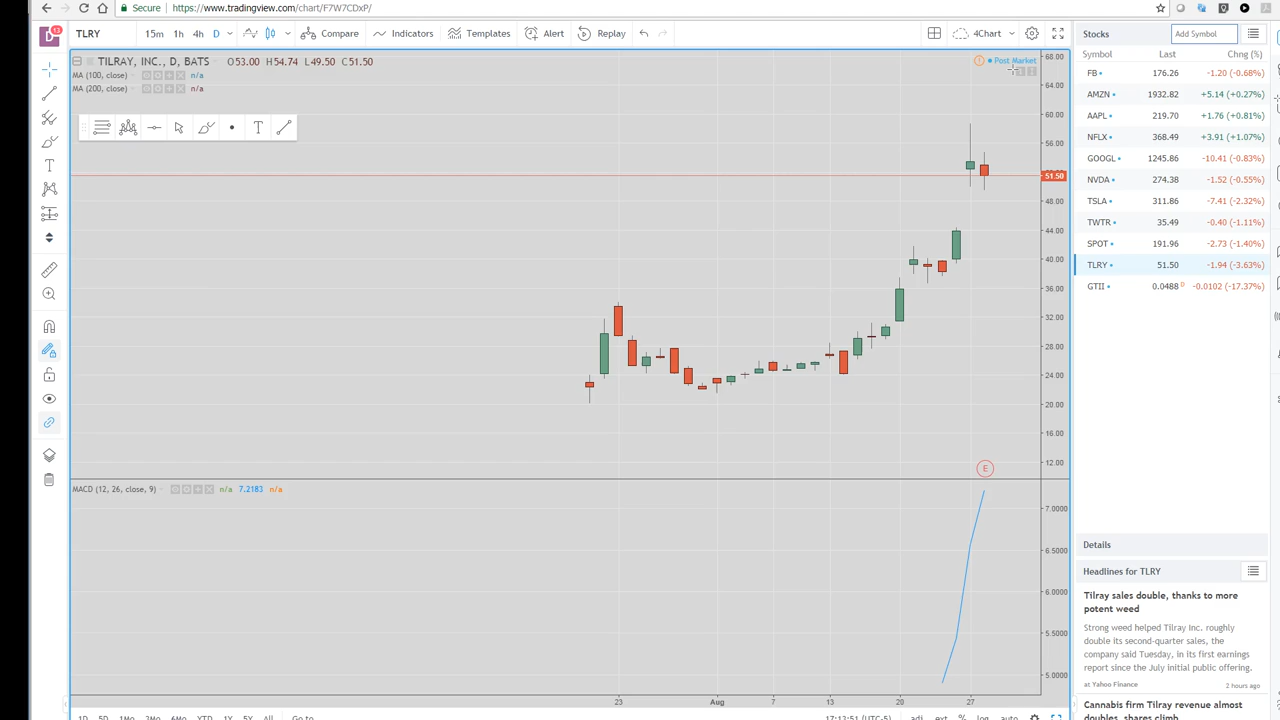 Secure https://www.tradingview.com/chart/F7W7CDxP/
D 13
TLRY 15m 1h 4h D Compare Indicators Templates Alert Replay 4Chart
TILRAY, INC., D, BATS O53.00 H54.74 L49.50 C51.50
MA (100, close) n/a
MA (200, close) n/a
Post Market
68.00
64.00
60.00
56.00
51.50
48.00
44.00
40.00
36.00
32.00
28.00
24.00
20.00
16.00
12.00
E
MACD (12, 26, close, 9) n/a 7.2183 n/a
7.0000
6.5000
6.0000
5.5000
5.0000
23 Aug 7 13 20 27
1D 5D 1Mo 3Mo 6Mo YTD 1Y 5Y All Go to 17:13:51 (UTC-5) adj ext % log auto
Stocks Add Symbol
Symbol Last Chng (%)
FB 176.26 -1.20 (-0.68%)
AMZN 1932.82 +5.14 (+0.27%)
AAPL 219.70 +1.76 (+0.81%)
NFLX 368.49 +3.91 (+1.07%)
GOOGL 1245.86 -10.41 (-0.83%)
NVDA 274.38 -1.52 (-0.55%)
TSLA 311.86 -7.41 (-2.32%)
TWTR 35.49 -0.40 (-1.11%)
SPOT 191.96 -2.73 (-1.40%)
TLRY 51.50 -1.94 (-3.63%)
GTII 0.0488 D -0.0102 (-17.37%)
Details
Headlines for TLRY
Tilray sales double, thanks to more
potent weed
Strong weed helped Tilray Inc. roughly
double its second-quarter sales, the
company said Tuesday, in its first earnings
report since the July initial public offering.
at Yahoo Finance 2 hours ago
Cannabis firm Tilray revenue almost
doubles, shares climb